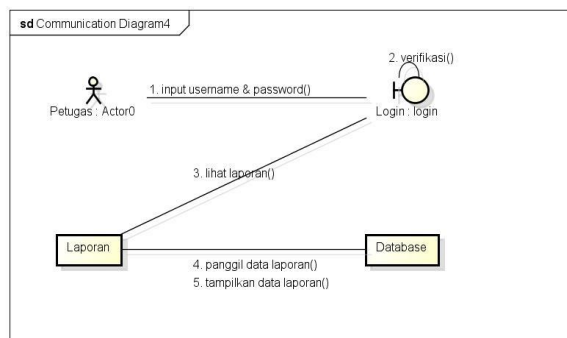 sd Communication Diagram4
2. verifikasi()
1. input username & password()
Petugas : Actor0
Login : login
3. lihat laporan()
Laporan
Database
4. panggil data laporan()
5. tampilkan data laporan()